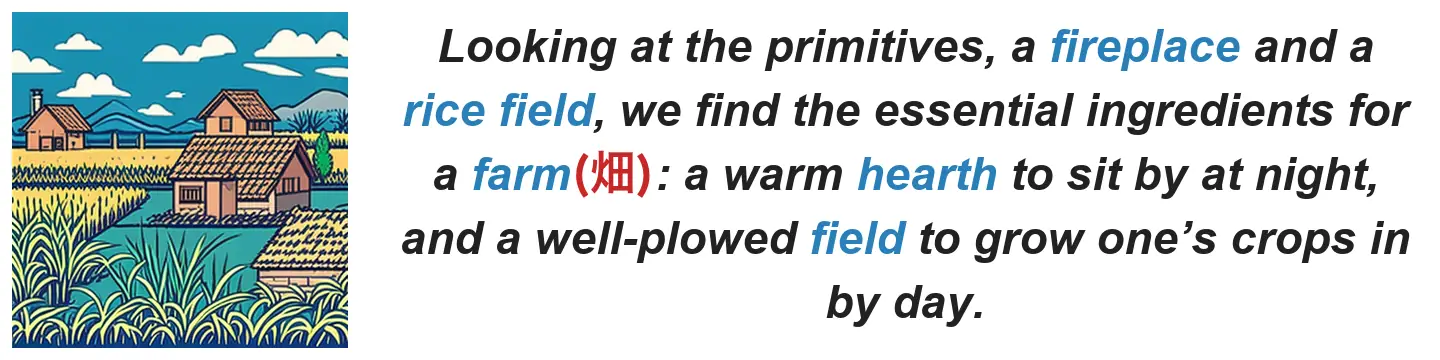 Looking at the primitives, a fireplace and a
rice field, we find the essential ingredients for
a farm(畑): a warm hearth to sit by at night,
and a well-plowed field to grow one’s crops in
by day.